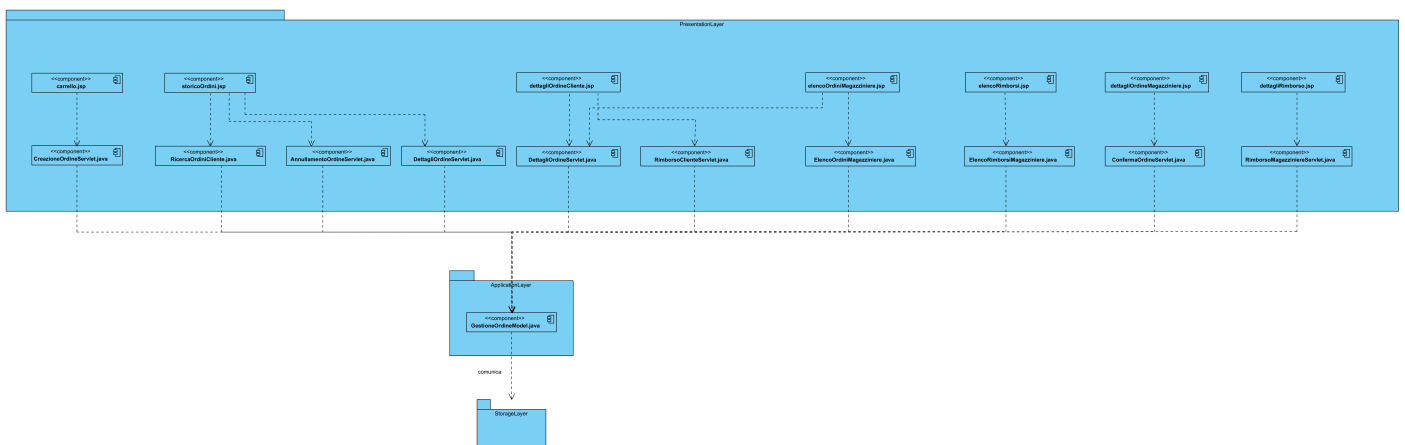 PresentationLayer
<<component>>
carrello.jsp
<<component>>
storicoOrdini.jsp
<<component>>
dettagliOrdineCliente.jsp
<<component>>
elencoOrdiniMagazziniere.jsp
<<component>>
elencoRimborsi.jsp
<<component>>
dettagliOrdineMagazziniere.jsp
<<component>>
dettagliRimborso.jsp
<<component>>
CreazioneOrdineServlet.java
<<component>>
RicercaOrdiniCliente.java
<<component>>
AnnullamentoOrdineServlet.java
<<component>>
DettagliOrdineServlet.java
<<component>>
DettagliOrdineServlet.java
<<component>>
RimborsoClienteServlet.java
<<component>>
ElencoOrdiniMagazziniere.java
<<component>>
ElencoRimborsiMagazziniere.java
<<component>>
ConfermaOrdineServlet.java
<<component>>
RimborsoMagazziniereServlet.java
ApplicationLayer
<<component>>
GestioneOrdineModel.java
comunica
StorageLayer